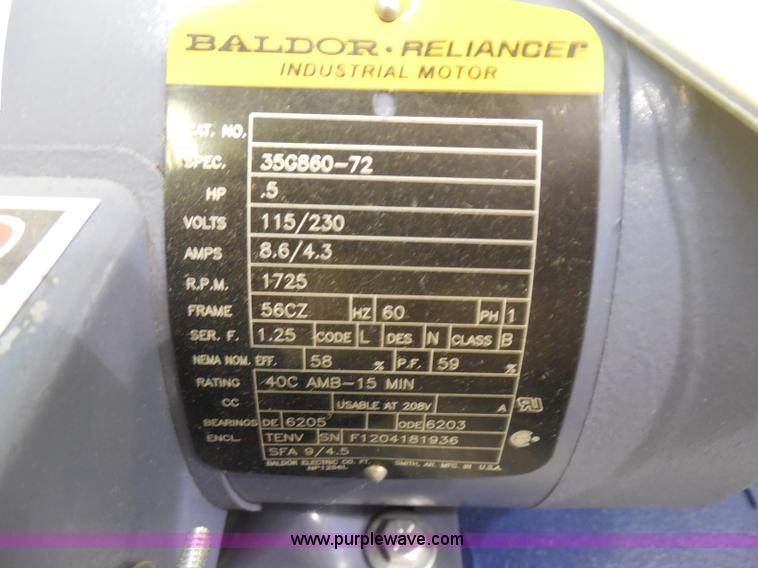 BALDOR · RELIANCER
INDUSTRIAL MOTOR
CAT. NO.
SPEC. 35G860-72
HP .5
VOLTS 115/230
AMPS 8.6/4.3
R.P.M. 1725
FRAME 56CZ HZ 60 PH 1
SER. F. 1.25 CODE L DES N CLASS B
NEMA NOM. EFF. 58 % P.F. 59 %
RATING 40C AMB-15 MIN
CC USABLE AT 208V A
BEARINGS DE 6205 ODE 6203
ENCL. TENV SN F1204181936
SFA 9/4.5
BALDOR ELECTRIC CO. FT. SMITH, AR. MFG. IN U.S.A.
www.purplewave.com